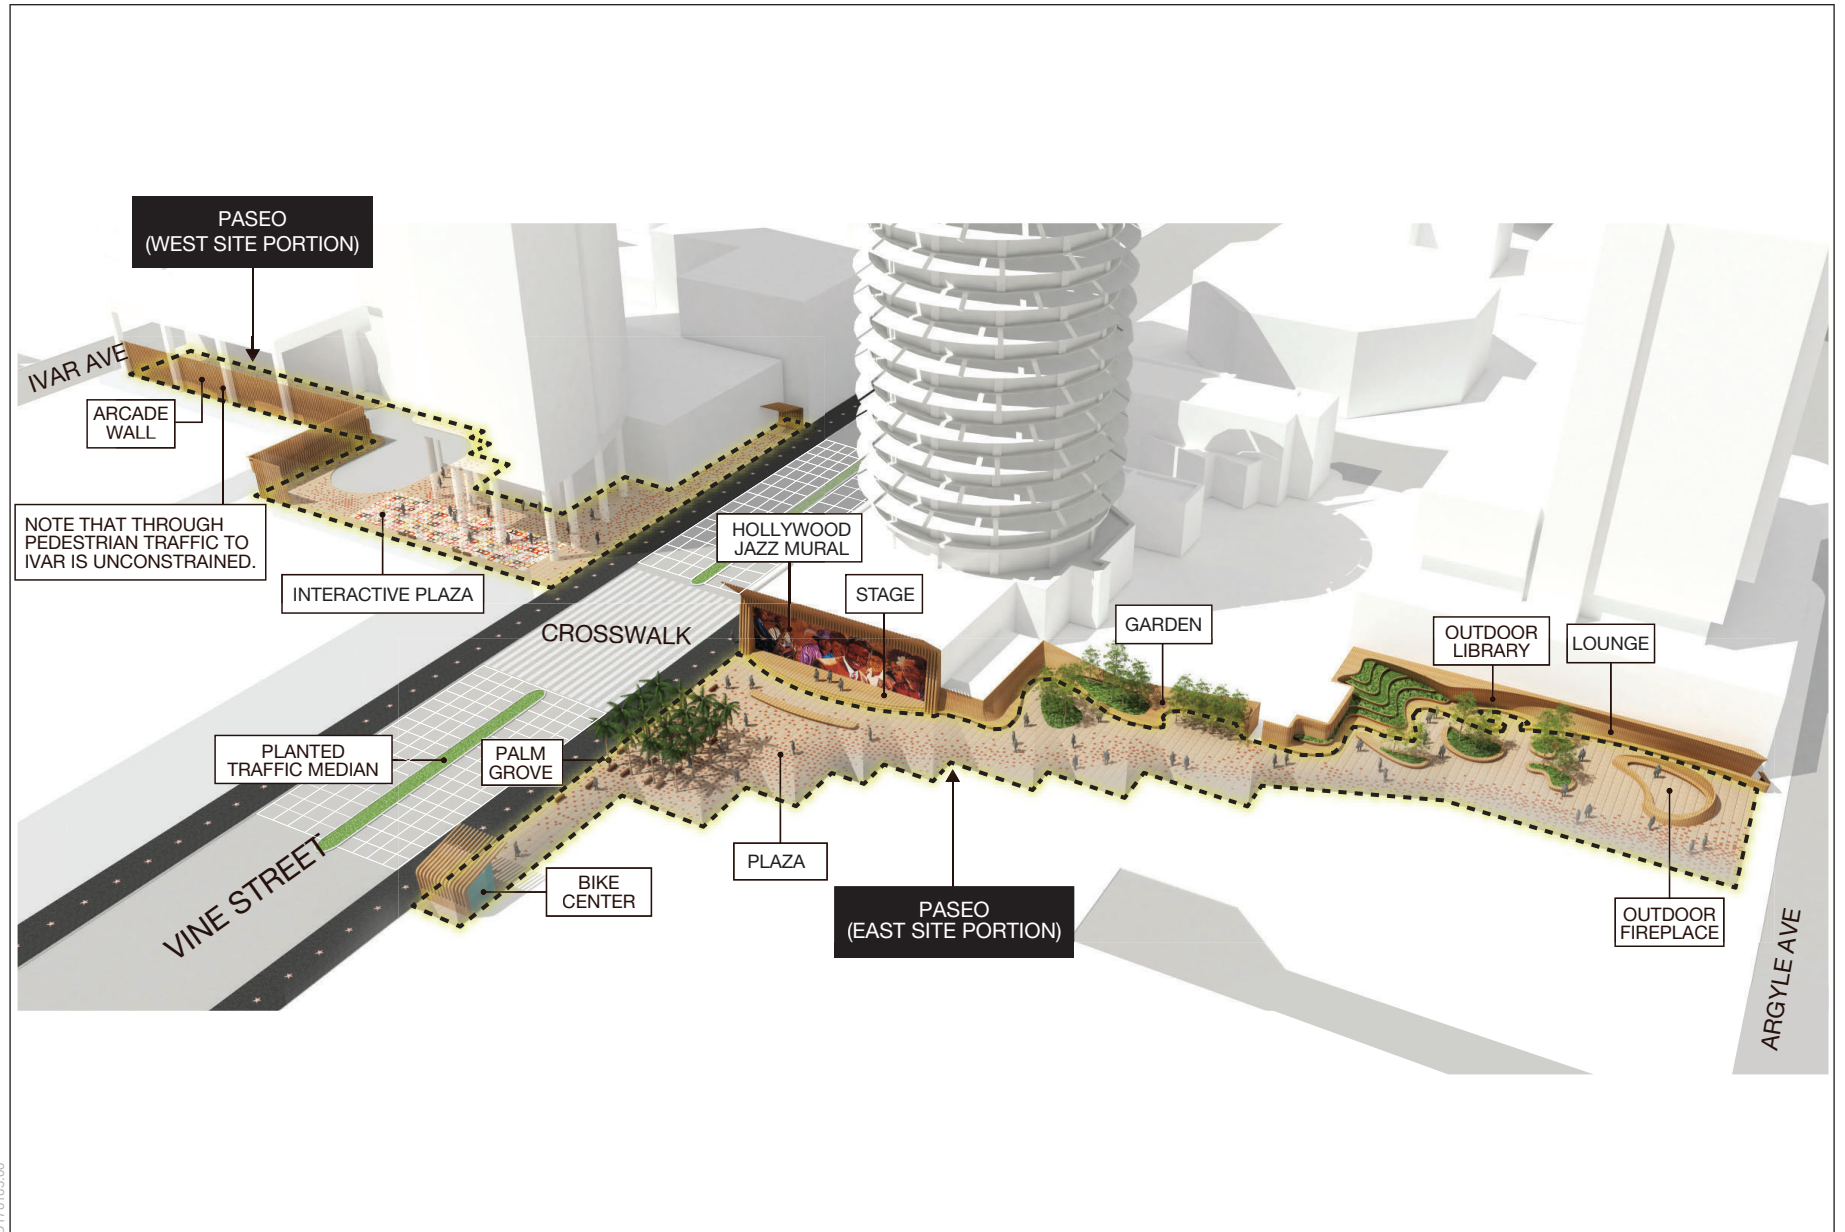 PASEO
(WEST SITE PORTION)
IVAR AVE
ARCADE
WALL
NOTE THAT THROUGH
PEDESTRIAN TRAFFIC TO
IVAR IS UNCONSTRAINED.
INTERACTIVE PLAZA
HOLLYWOOD
JAZZ MURAL
STAGE
CROSSWALK
GARDEN
OUTDOOR
LIBRARY
LOUNGE
PLANTED
TRAFFIC MEDIAN
PALM
GROVE
VINE STREET
PLAZA
BIKE
CENTER
PASEO
(EAST SITE PORTION)
OUTDOOR
FIREPLACE
ARGYLE AVE